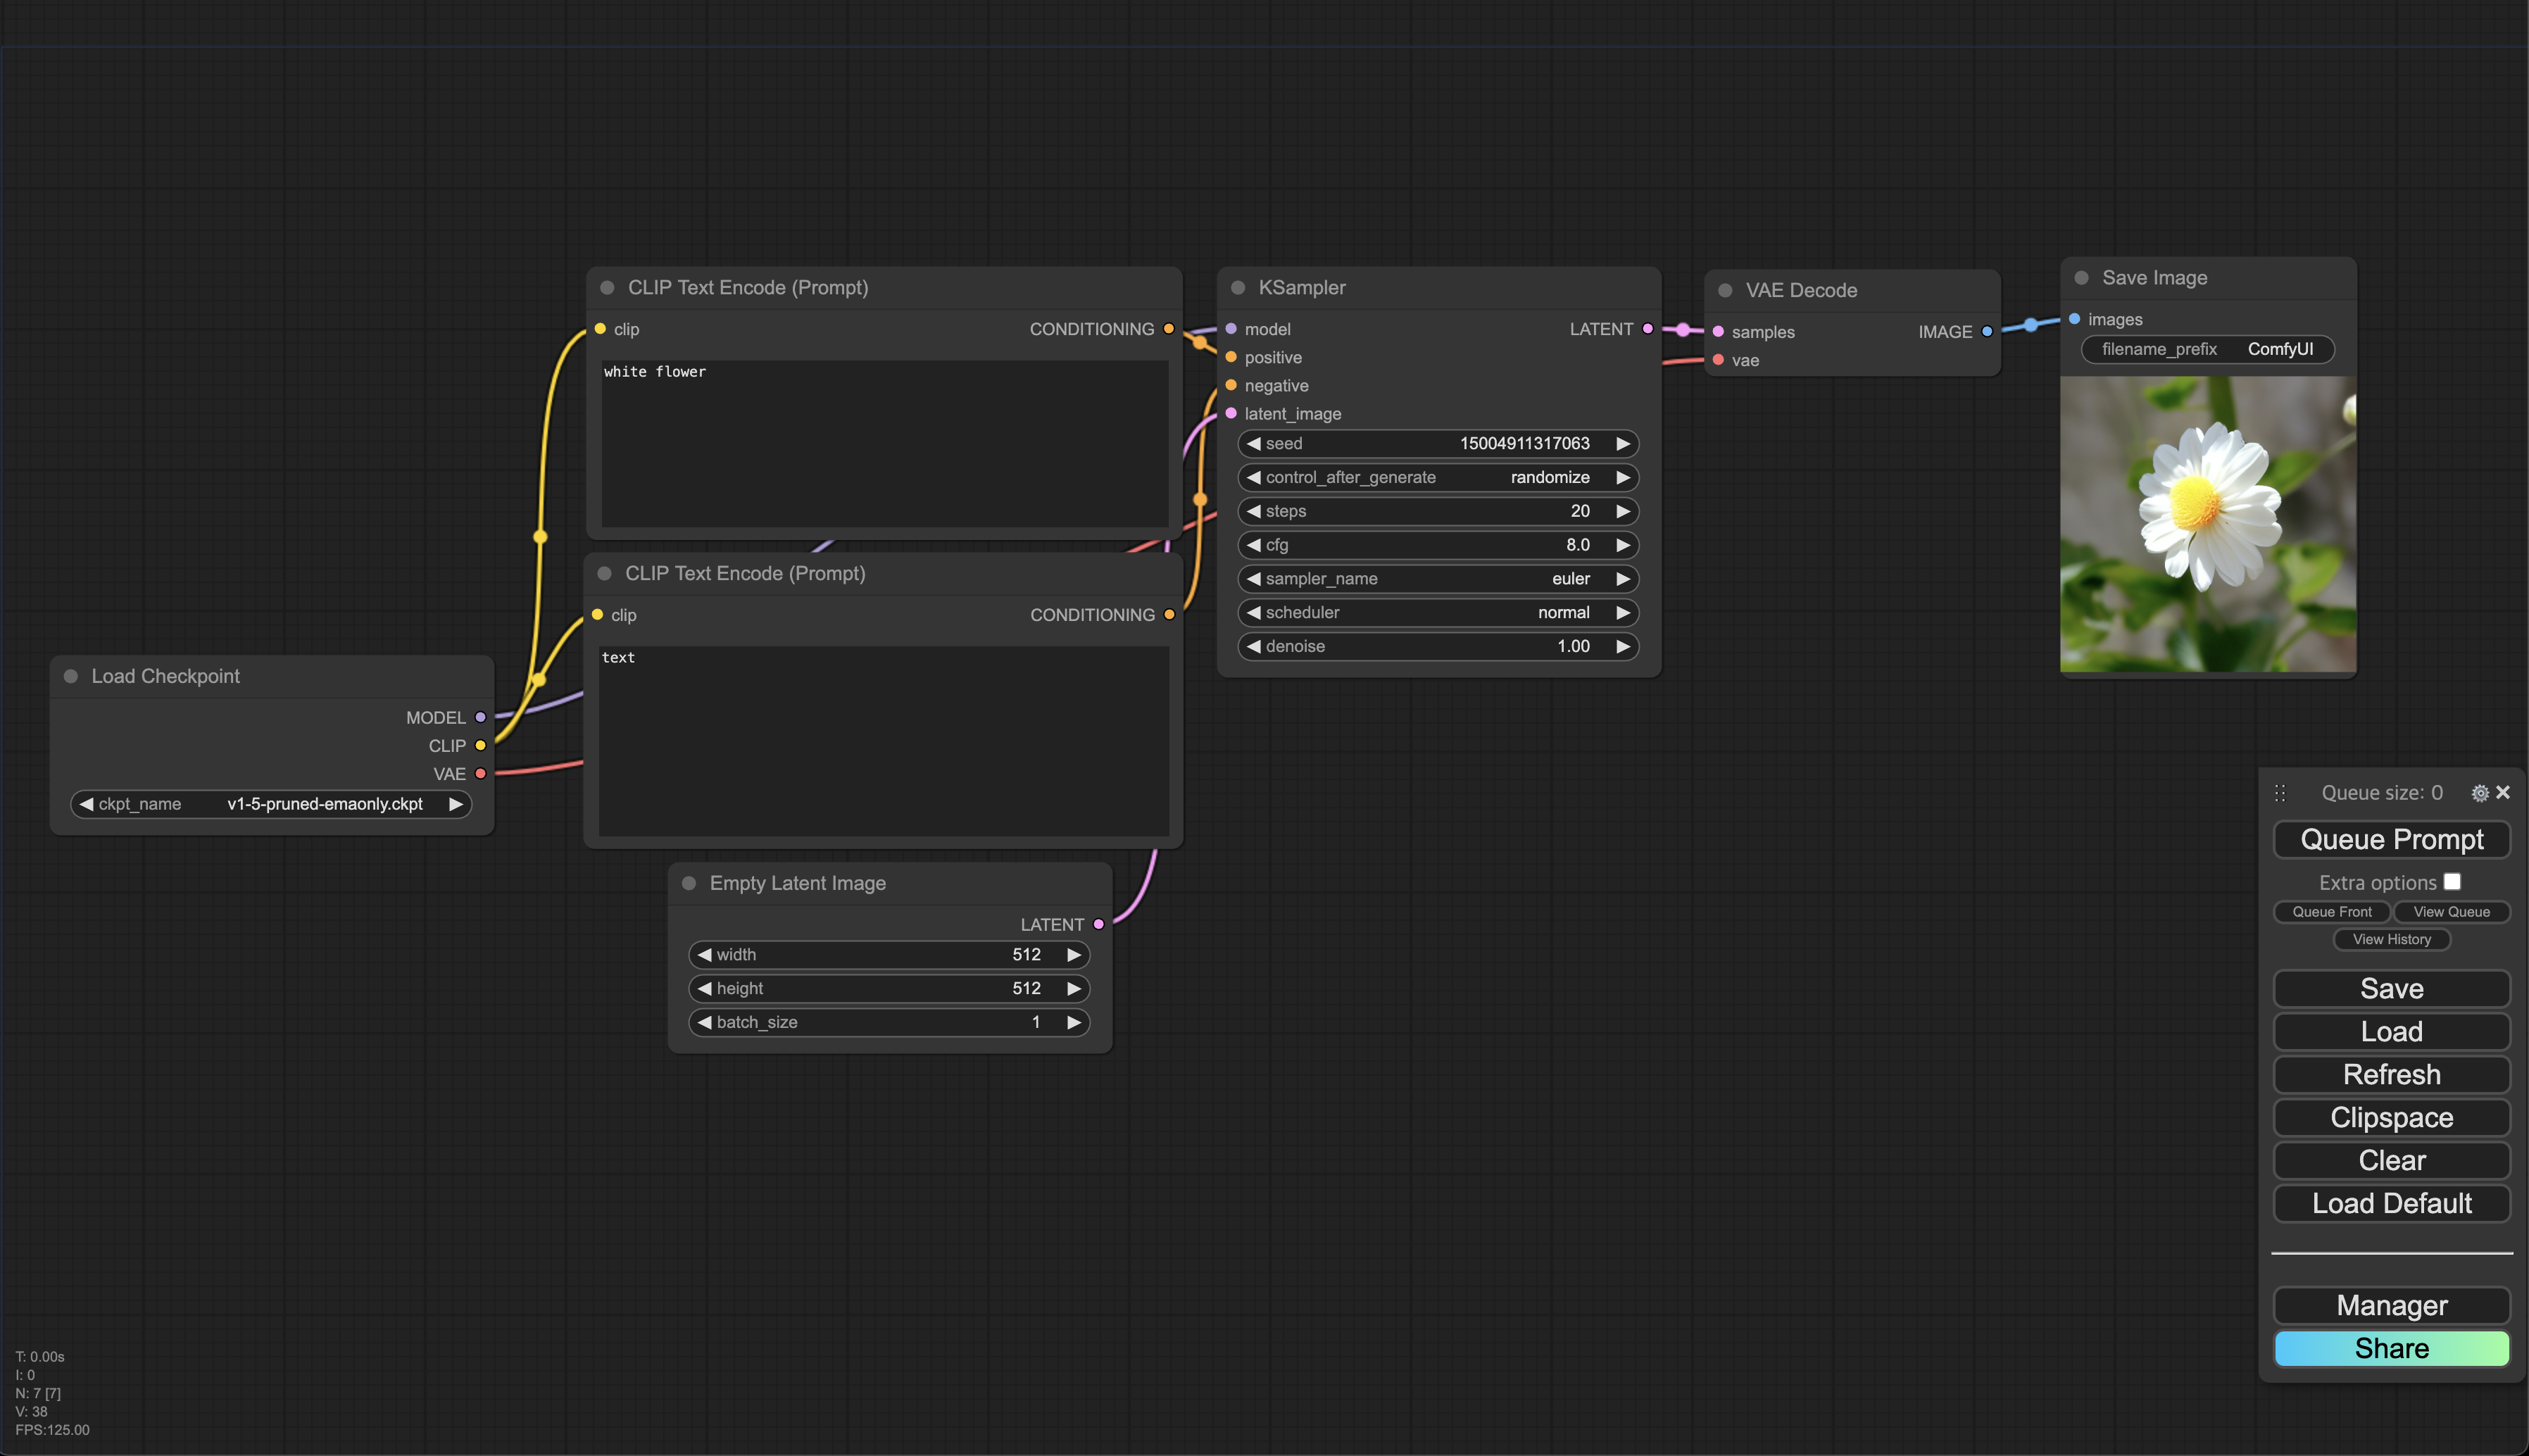 Load Checkpoint
MODEL
CLIP
VAE
ckpt_name v1-5-pruned-emaonly.ckpt
CLIP Text Encode (Prompt)
clip CONDITIONING
white flower
CLIP Text Encode (Prompt)
clip CONDITIONING
text
Empty Latent Image
LATENT
width 512
height 512
batch_size 1
KSampler
model LATENT
positive
negative
latent_image
seed 15004911317063
control_after_generate randomize
steps 20
cfg 8.0
sampler_name euler
scheduler normal
denoise 1.00
VAE Decode
samples IMAGE
vae
Save Image
images
filename_prefix ComfyUI
Queue size: 0
Queue Prompt
Extra options
Queue Front View Queue
View History
Save
Load
Refresh
Clipspace
Clear
Load Default
Manager
Share
T: 0.00s
I: 0
N: 7 [7]
V: 38
FPS:125.00